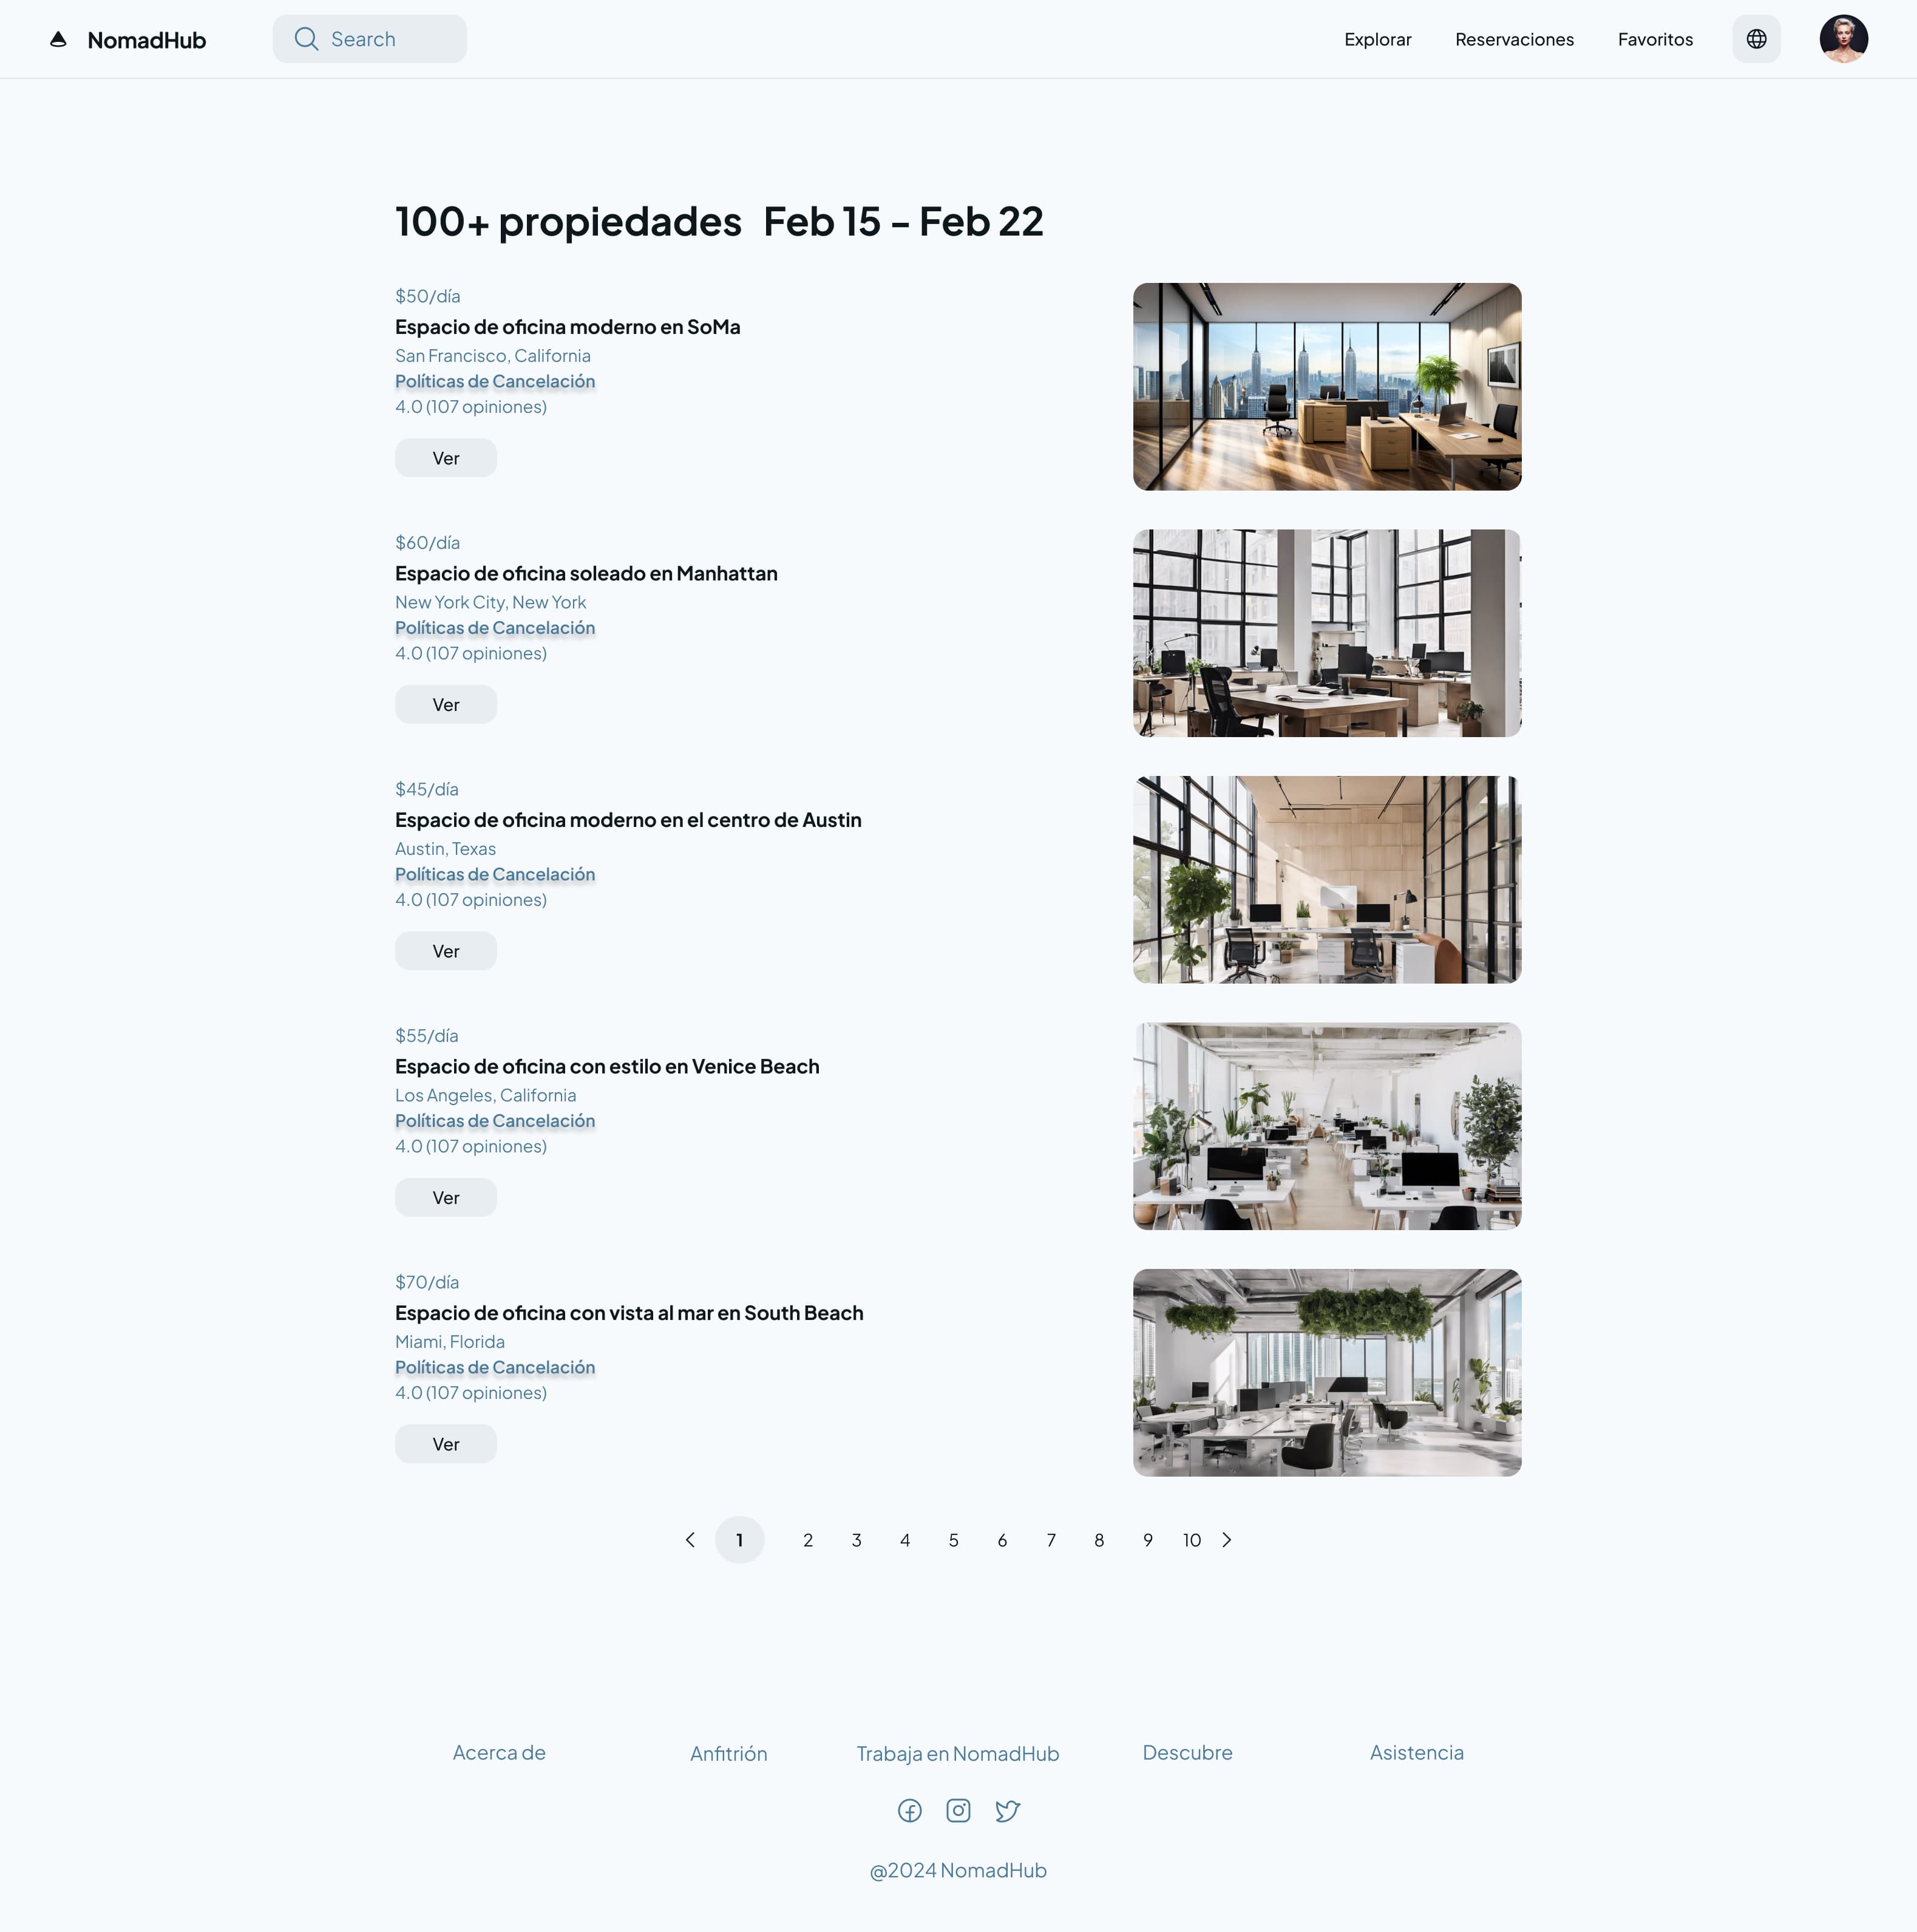 NomadHub
Search
Explorar
Reservaciones
Favoritos
100+ propiedades Feb 15 – Feb 22
$50/día
Espacio de oficina moderno en SoMa
San Francisco, California
Políticas de Cancelación
4.0 (107 opiniones)
Ver
$60/día
Espacio de oficina soleado en Manhattan
New York City, New York
Políticas de Cancelación
4.0 (107 opiniones)
Ver
$45/día
Espacio de oficina moderno en el centro de Austin
Austin, Texas
Políticas de Cancelación
4.0 (107 opiniones)
Ver
$55/día
Espacio de oficina con estilo en Venice Beach
Los Angeles, California
Políticas de Cancelación
4.0 (107 opiniones)
Ver
$70/día
Espacio de oficina con vista al mar en South Beach
Miami, Florida
Políticas de Cancelación
4.0 (107 opiniones)
Ver
1 2 3 4 5 6 7 8 9 10
Acerca de
Anfitrión
Trabaja en NomadHub
Descubre
Asistencia
@2024 NomadHub